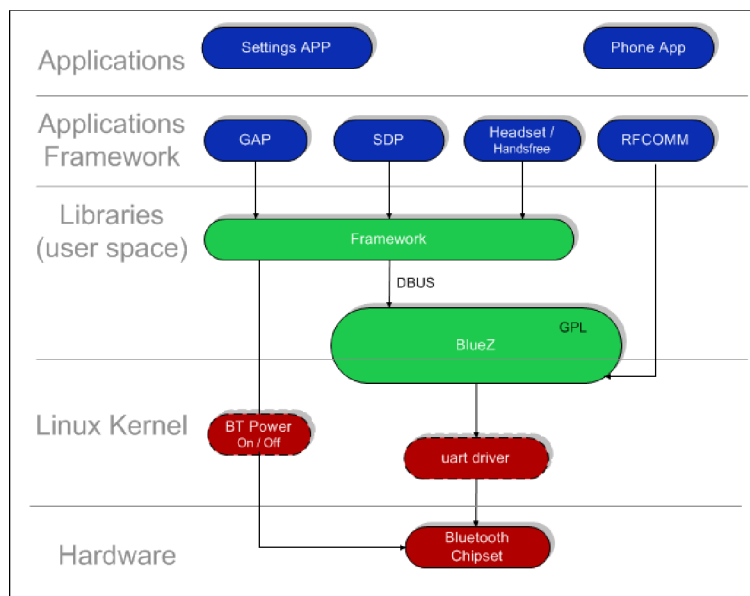 Applications
Settings APP
Phone App
Applications
Framework
GAP
SDP
Headset /
Handsfree
RFCOMM
Libraries
(user space)
Framework
DBUS
GPL
BlueZ
Linux Kernel
BT Power
On / Off
uart driver
Hardware
Bluetooth
Chipset